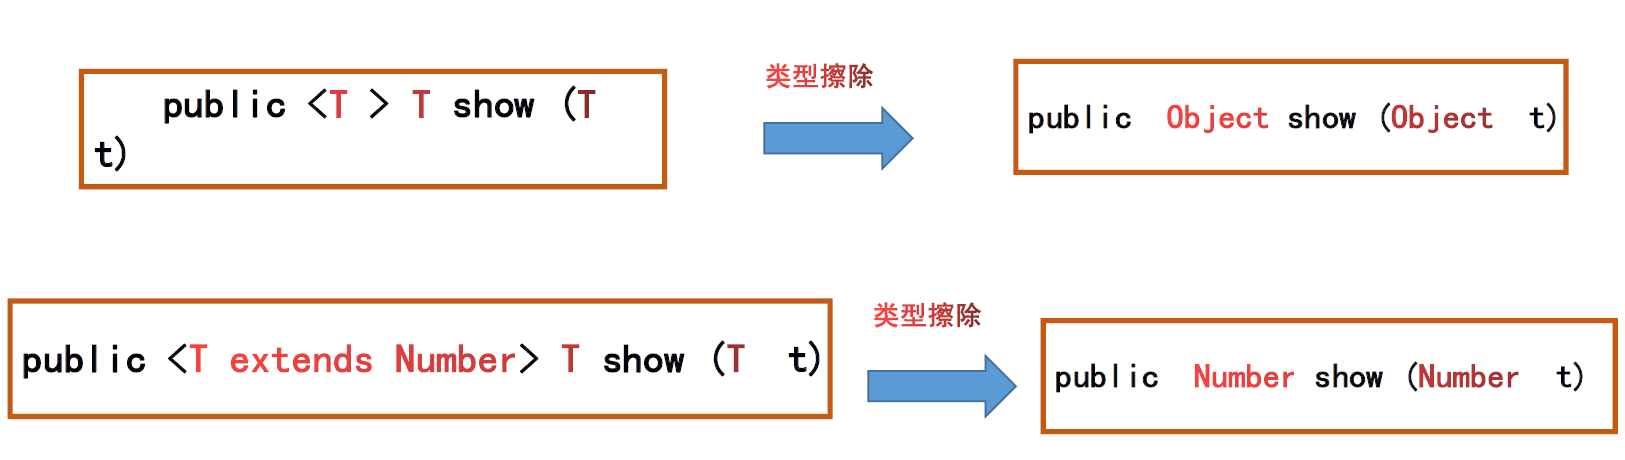 类型擦除
public <T > T show (T
t)
public Object show (Object t)
类型擦除
public <T extends Number> T show (T t)
public Number show (Number t)